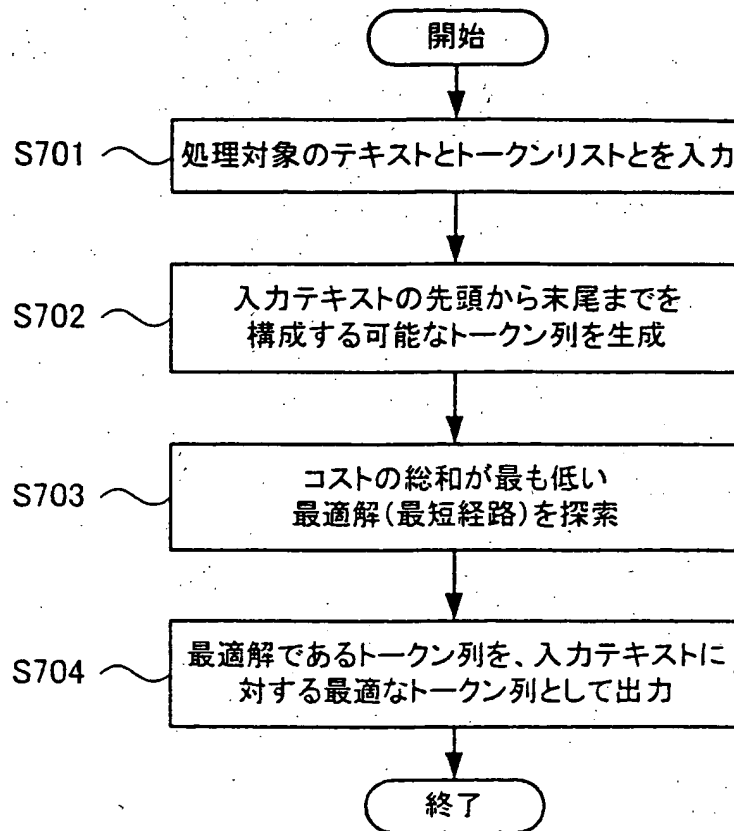 開始
S701
処理対象のテキストとトークンリストとを入力
S702
入力テキストの先頭から末尾までを
構成する可能なトークン列を生成
S703
コストの総和が最も低い
最適解(最短経路)を探索
S704
最適解であるトークン列を、入力テキストに
対する最適なトークン列として出力
終了